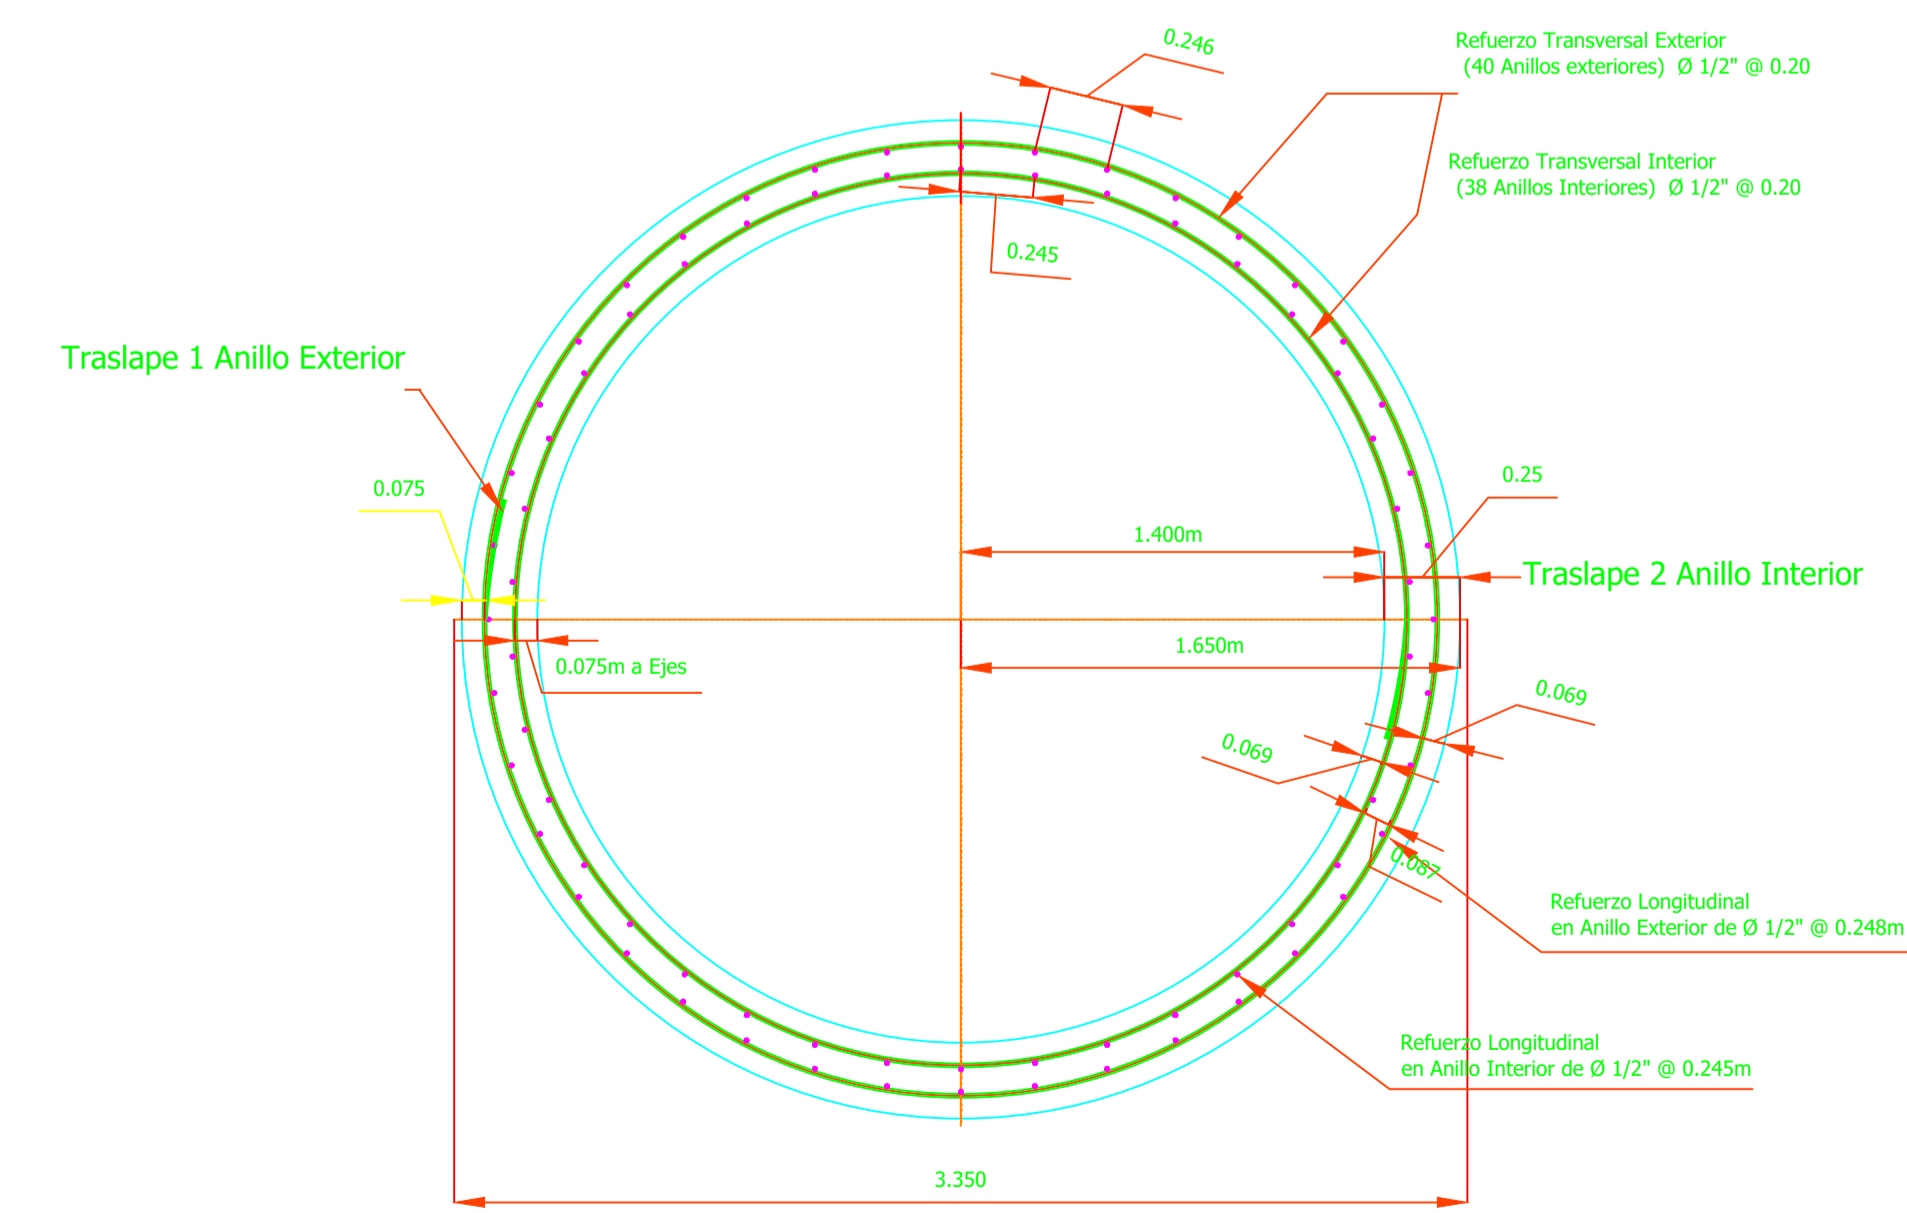 0.246
Refuerzo Transversal Exterior
(40 Anillos exteriores) Ø 1/2" @ 0.20
Refuerzo Transversal Interior
(38 Anillos Interiores) Ø 1/2" @ 0.20
0.245
Traslape 1 Anillo Exterior
0.075
0.25
1.400m
Traslape 2 Anillo Interior
1.650m
0.075m a Ejes
0.069
0.069
0.087
Refuerzo Longitudinal
en Anillo Exterior de Ø 1/2" @ 0.248m
Refuerzo Longitudinal
en Anillo Interior de Ø 1/2" @ 0.245m
3.350